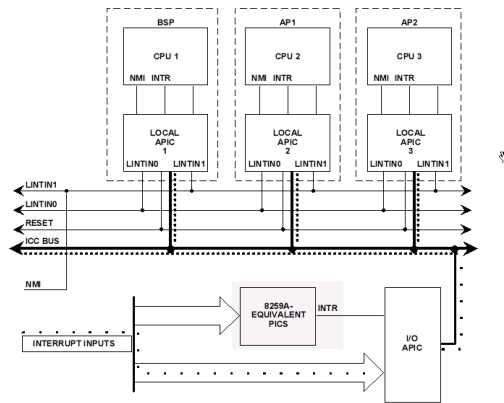 BSP AP1 AP2
CPU 1 CPU 2 CPU 3
NMI INTR NMI INTR NMI INTR
LOCAL APIC 1
LOCAL APIC 2
LOCAL APIC 3
LINTIN0 LINTIN1 LINTIN0 LINTIN1 LINTIN0 LINTIN1
LINTIN1
LINTIN0
RESET
ICC BUS
NMI
8259A-
EQUIVALENT
PICS
INTR
I/O
APIC
INTERRUPT INPUTS